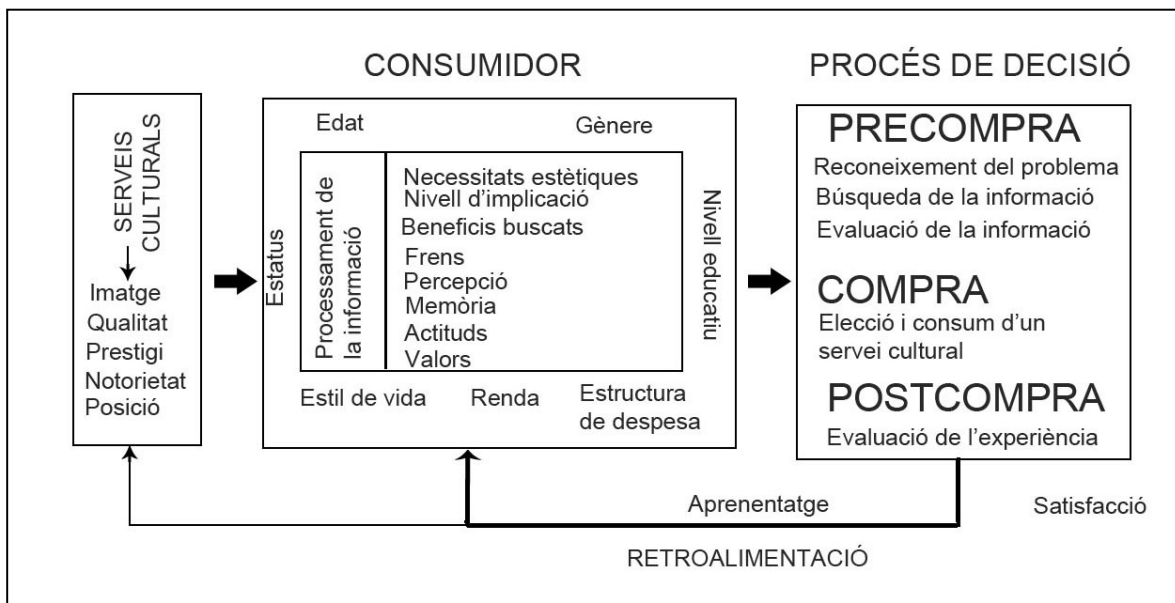 CONSUMIDOR
PROCÉS DE DECISIÓ
SERVEIS
CULTURALS
Imatge
Qualitat
Prestigi
Notorietat
Posició
Edat
Gènere
Estatus
Processament de
la informació
Necessitats estètiques
Nivell d’implicació
Beneficis buscats
Frens
Percepció
Memòria
Actituds
Valors
Nivell educatiu
Estil de vida
Renda
Estructura
de despesa
PRECOMPRA
Reconeixement del problema
Búsqueda de la informació
Evaluació de la informació
COMPRA
Elecció i consum d’un
servei cultural
POSTCOMPRA
Evaluació de l’experiència
Aprenentatge
Satisfacció
RETROALIMENTACIÓ